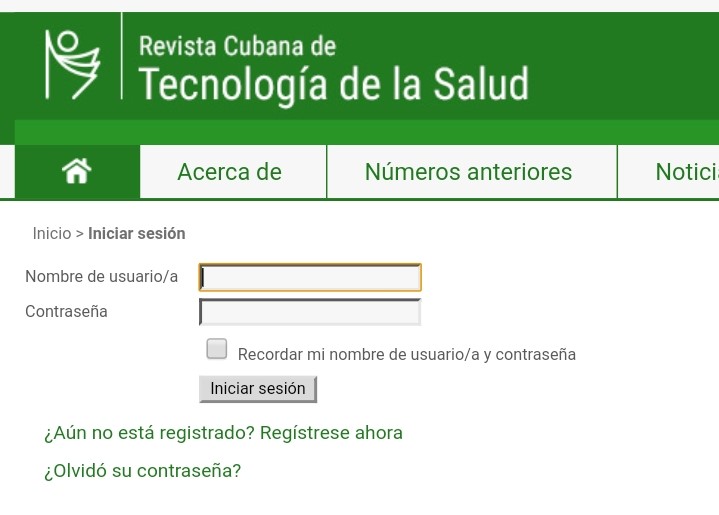 Revista Cubana de
Tecnología de la Salud
Acerca de Números anteriores
Inicio > Iniciar sesión
Nombre de usuario/a
Contraseña
Recordar mi nombre de usuario/a y contraseña
Iniciar sesión
¿Aún no está registrado? Regístrese ahora
¿Olvidó su contraseña?